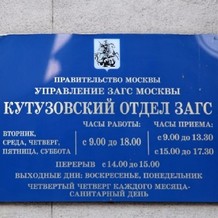 ПРАВИТЕЛЬСТВО МОСКВЫ
УПРАВЛЕНИЕ ЗАГС МОСКВЫ
КУТУЗОВСКИЙ ОТДЕЛ ЗАГС
ЧАСЫ РАБОТЫ: ЧАСЫ ПРИЕМА:
ВТОРНИК,
СРЕДА, ЧЕТВЕРГ,
ПЯТНИЦА, СУББОТА
с 9.00 до 18.00
с 9.00 до 13.30
с 15.00 до 17.30
ПЕРЕРЫВ с 14.00 до 15.00
ВЫХОДНЫЕ ДНИ: ВОСКРЕСЕНЬЕ, ПОНЕДЕЛЬНИК
ЧЕТВЕРТЫЙ ЧЕТВЕРГ КАЖДОГО МЕСЯЦА-
САНИТАРНЫЙ ДЕНЬ